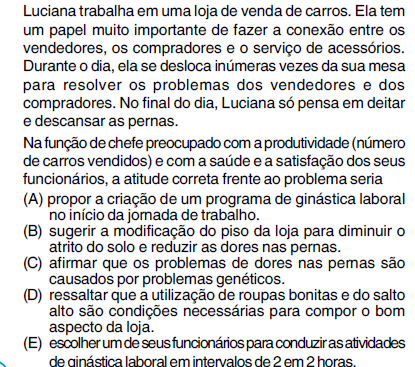 Luciana trabalha em uma loja de venda de carros. Ela tem
um papel muito importante de fazer a conexão entre os
vendedores, os compradores e o serviço de acessórios.
Durante o dia, ela se desloca inúmeras vezes da sua mesa
para resolver os problemas dos vendedores e dos
compradores. No final do dia, Luciana só pensa em deitar
e descansar as pernas.
Na função de chefe preocupado com a produtividade (número
de carros vendidos) e com a saúde e a satisfação dos seus
funcionários, a atitude correta frente ao problema seria
(A) propor a criação de um programa de ginástica laboral
no início da jornada de trabalho.
(B) sugerir a modificação do piso da loja para diminuir o
atrito do solo e reduzir as dores nas pernas.
(C) afirmar que os problemas de dores nas pernas são
causados por problemas genéticos.
(D) ressaltar que a utilização de roupas bonitas e do salto
alto são condições necessárias para compor o bom
aspecto da loja.
(E) escolher um de seus funcionários para conduzir as atividades
de ginástica laboral em intervalos de 2 em 2 horas.